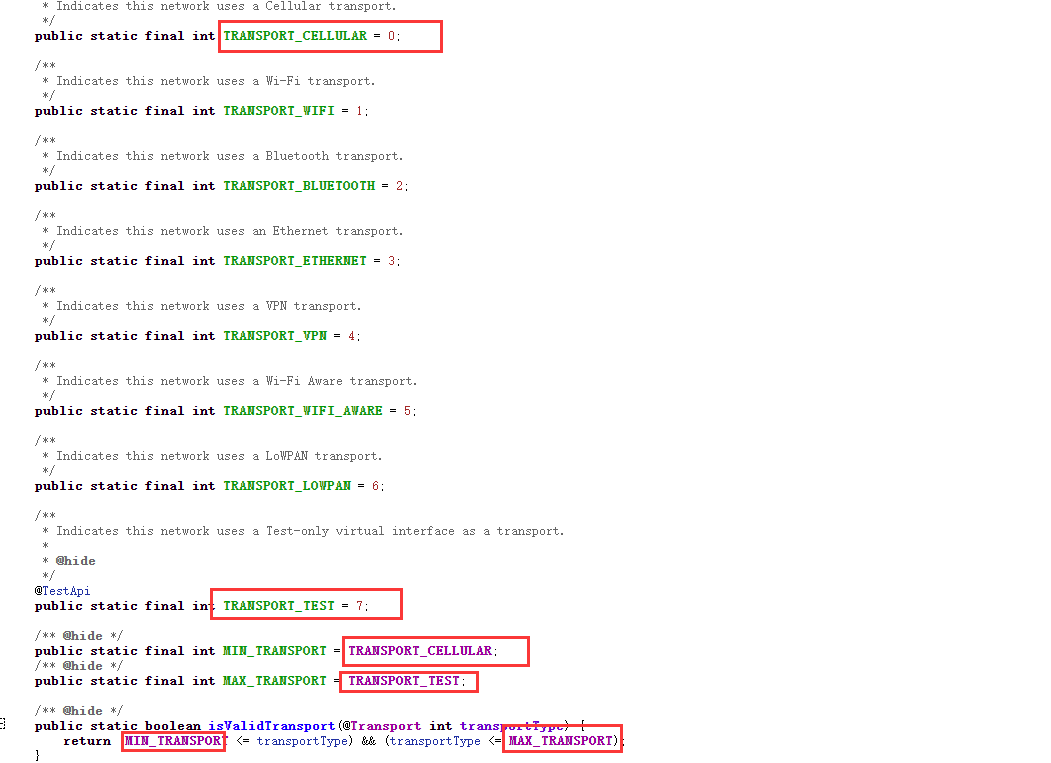 * Indicates this network uses a Cellular transport.
*/
public static final int TRANSPORT_CELLULAR = 0;
/**
* Indicates this network uses a Wi-Fi transport.
*/
public static final int TRANSPORT_WIFI = 1;
/**
* Indicates this network uses a Bluetooth transport.
*/
public static final int TRANSPORT_BLUETOOTH = 2;
/**
* Indicates this network uses an Ethernet transport.
*/
public static final int TRANSPORT_ETHERNET = 3;
/**
* Indicates this network uses a VPN transport.
*/
public static final int TRANSPORT_VPN = 4;
/**
* Indicates this network uses a Wi-Fi Aware transport.
*/
public static final int TRANSPORT_WIFI_AWARE = 5;
/**
* Indicates this network uses a LoWPAN transport.
*/
public static final int TRANSPORT_LOWPAN = 6;
/**
* Indicates this network uses a Test-only virtual interface as a transport.
*
* @hide
*/
@TestApi
public static final int TRANSPORT_TEST = 7;
/** @hide */
public static final int MIN_TRANSPORT = TRANSPORT_CELLULAR;
/** @hide */
public static final int MAX_TRANSPORT = TRANSPORT_TEST;
/** @hide */
public static boolean isValidTransport(@Transport int transportType) {
return MIN_TRANSPORT <= transportType) && (transportType <= MAX_TRANSPORT);
}